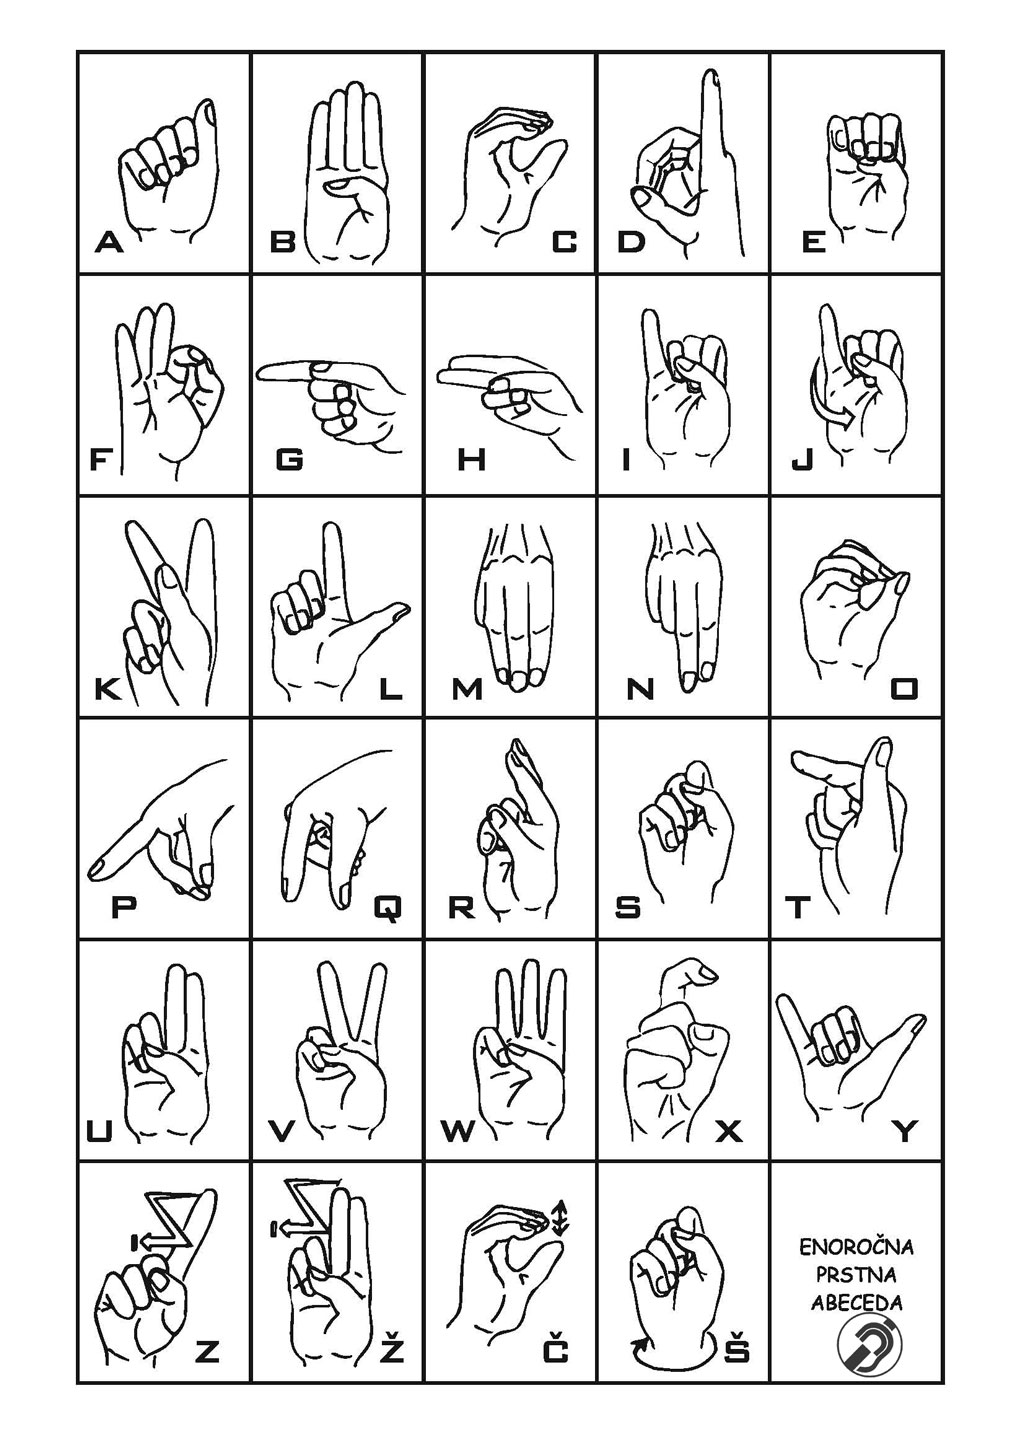 A B C D E
F G H I J
K L M N O
P Q R S T
U V W X Y
Z Ž Č Š
ENOROČNA
PRSTNA
ABECEDA